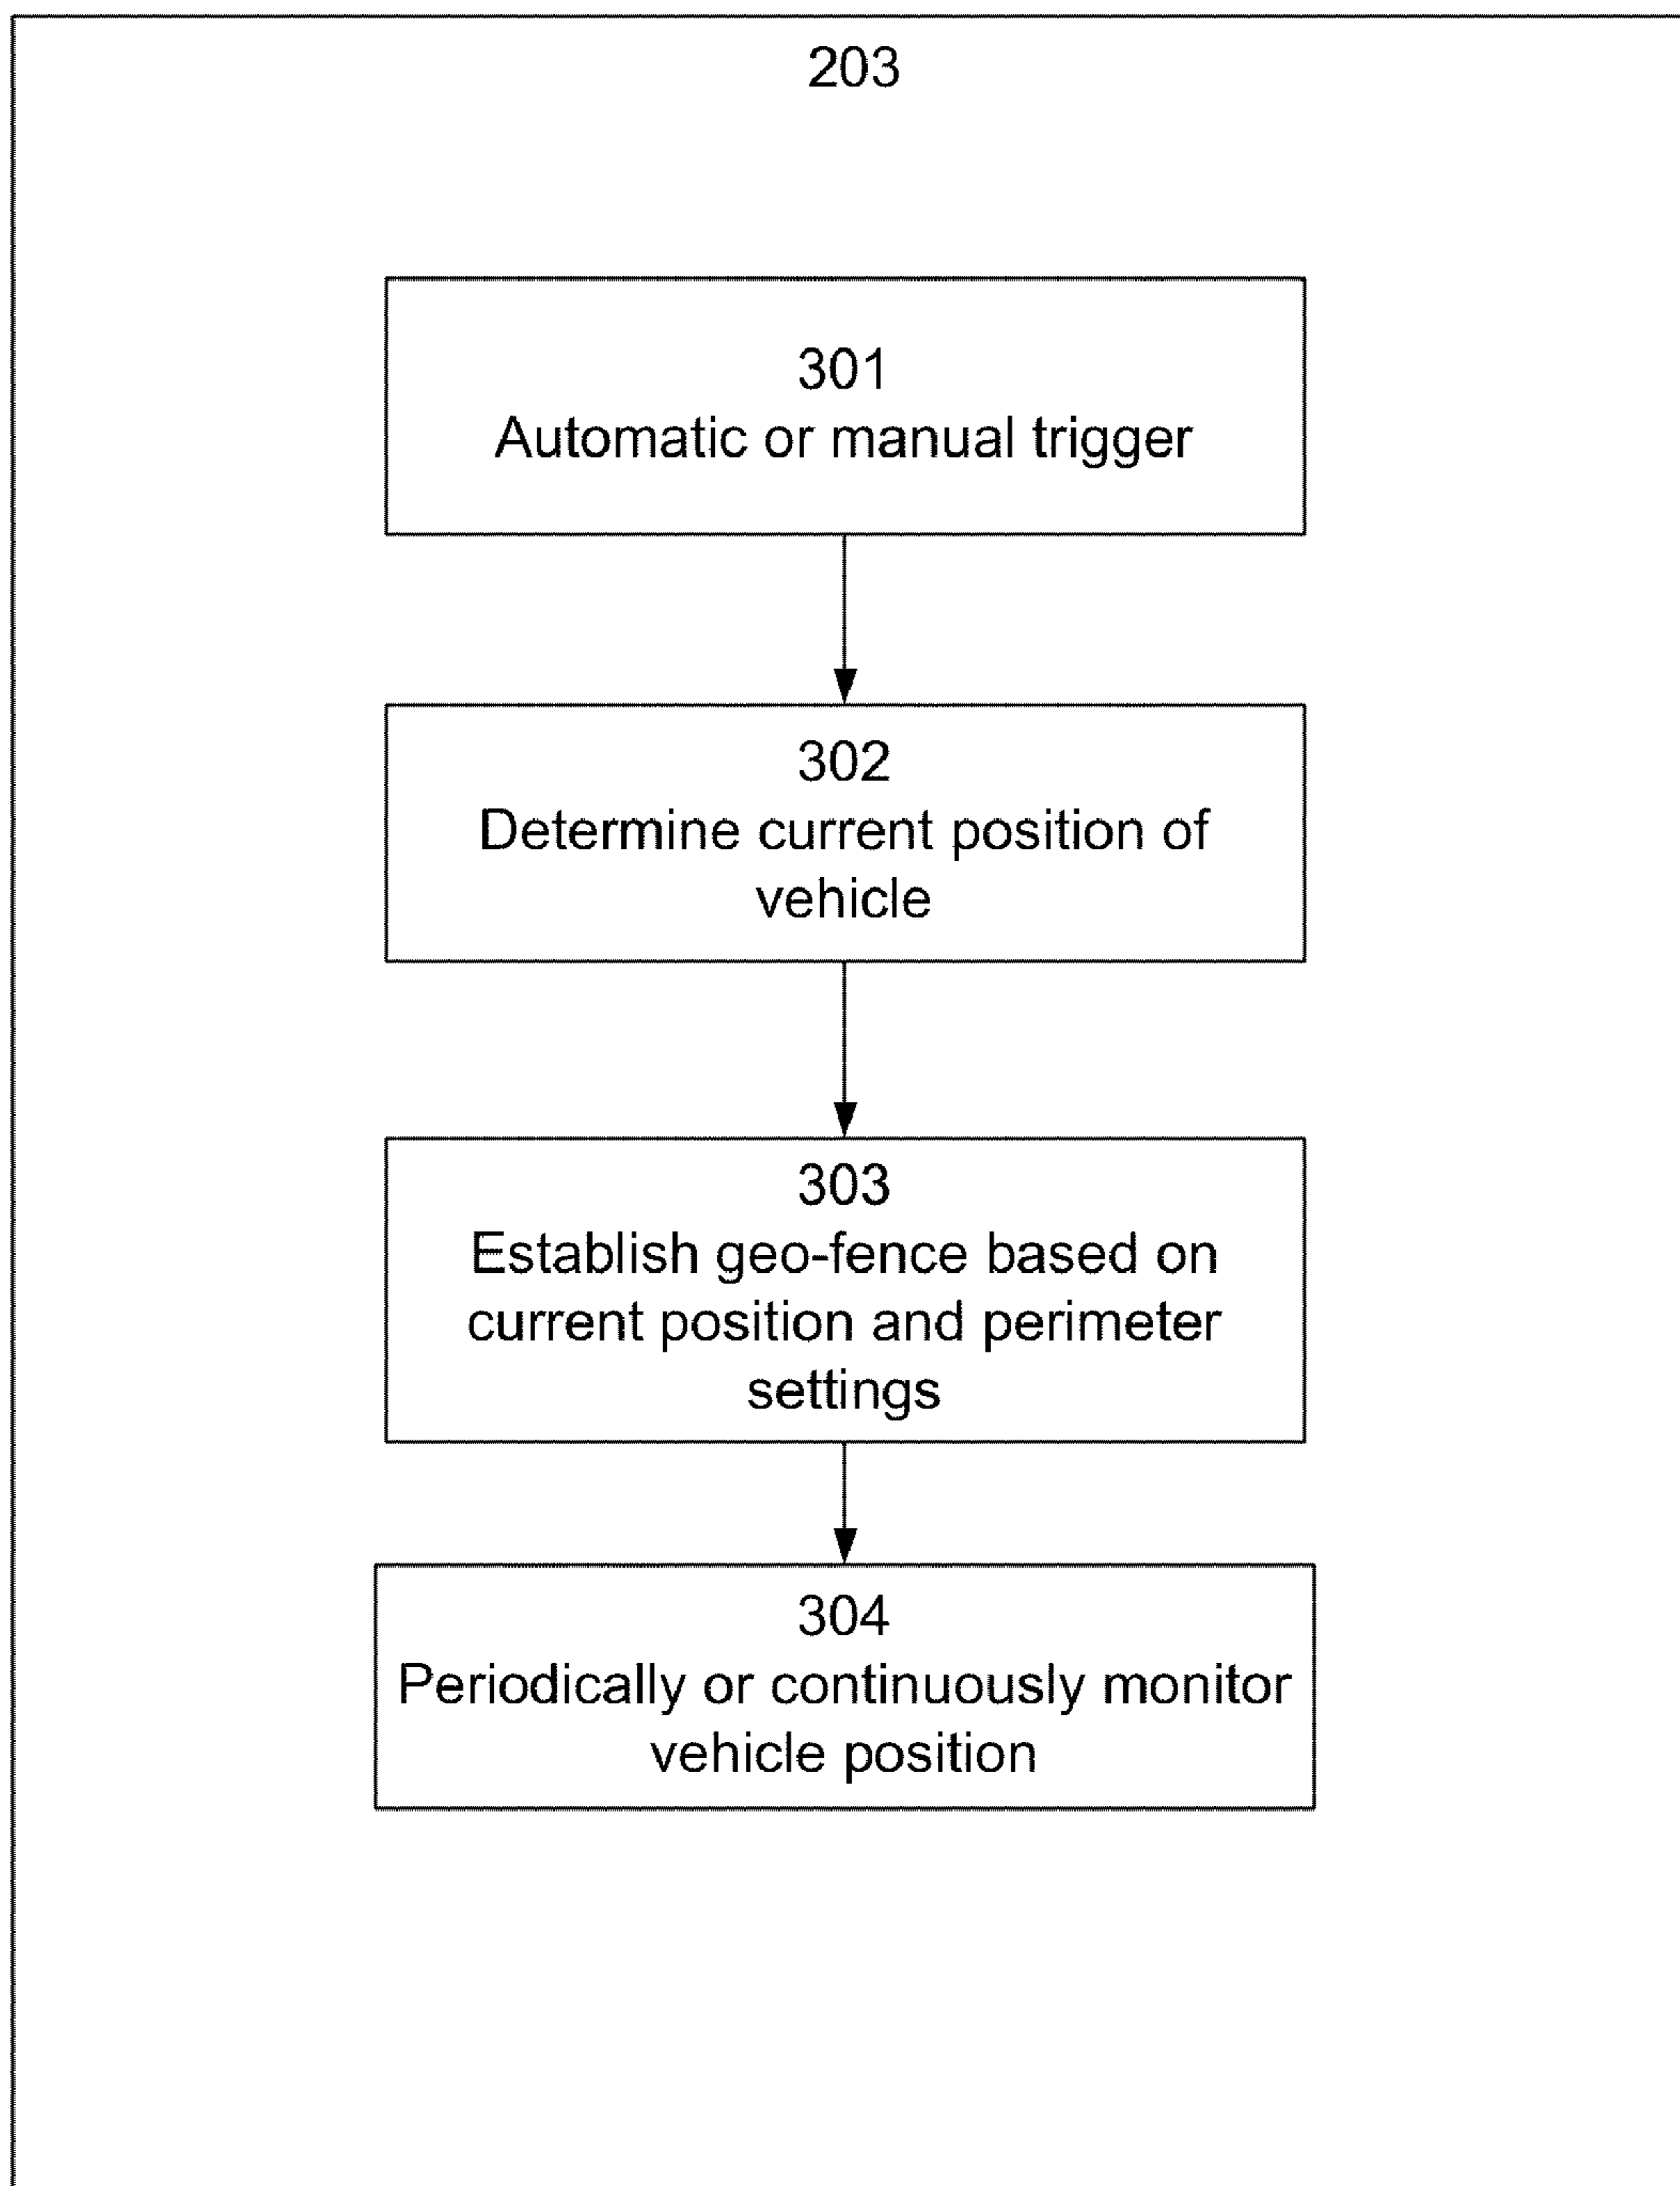 203
301
Automatic or manual trigger
302
Determine current position of
vehicle
303
Establish geo-fence based on
current position and perimeter
settings
304
Periodically or continuously monitor
vehicle position